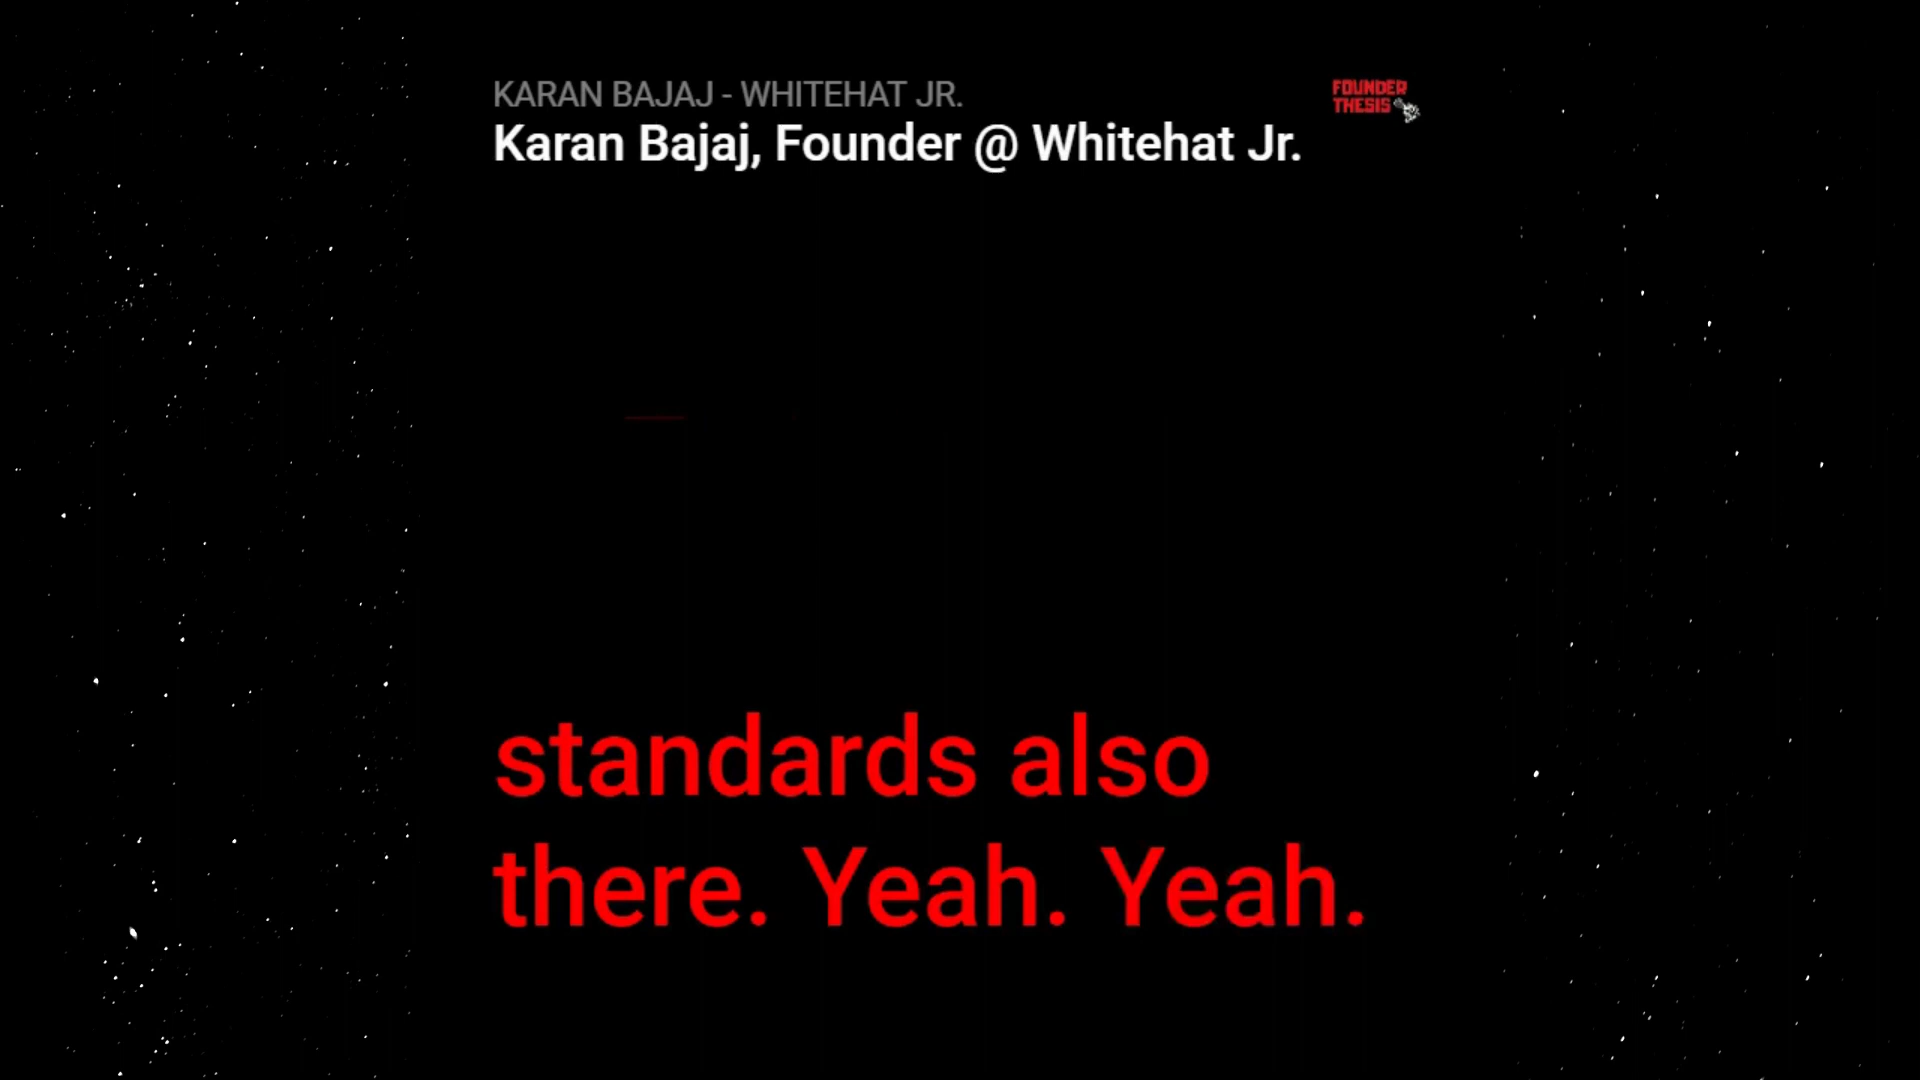 KARAN BAJAJ - WHITEHAT JR.
Karan Bajaj, Founder @ Whitehat Jr.
FOUNDER
THESIS
standards also
there. Yeah. Yeah.